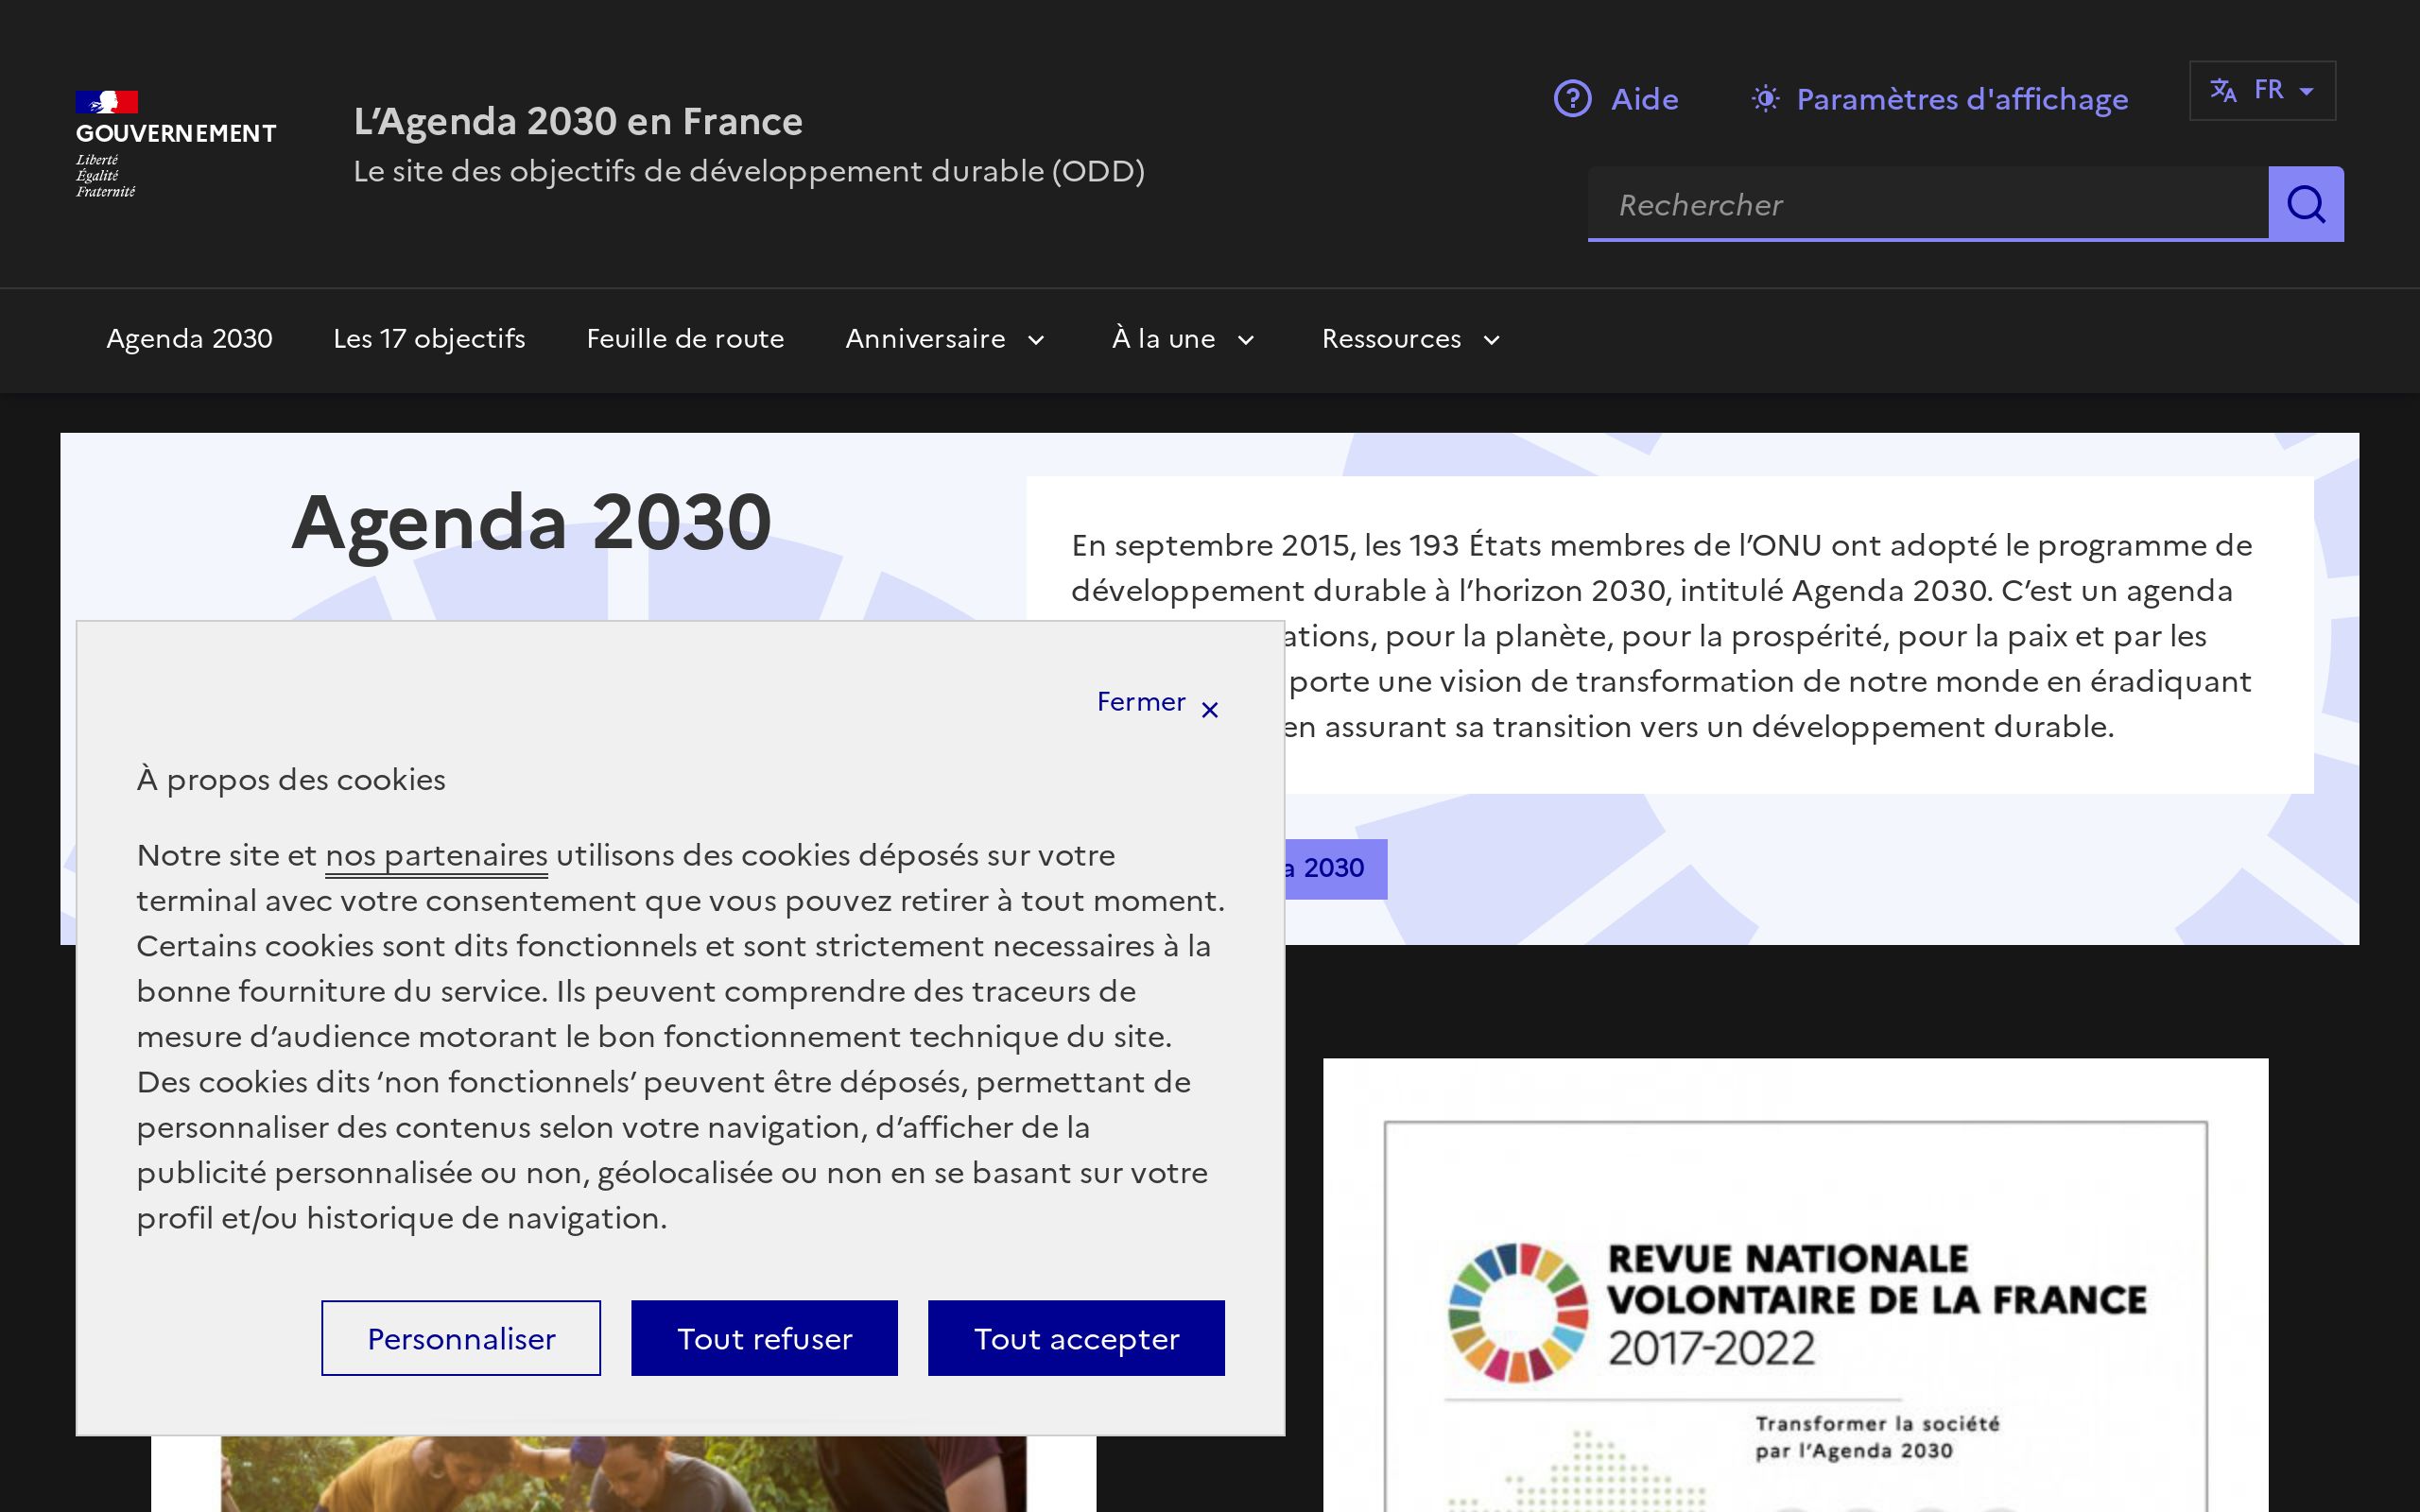 GOUVERNEMENT
Liberté
Égalité
Fraternité
L’Agenda 2030 en France
Le site des objectifs de développement durable (ODD)
Aide
Paramètres d'affichage
FR
Rechercher
Agenda 2030
Les 17 objectifs
Feuille de route
Anniversaire
À la une
Ressources
Agenda 2030
En septembre 2015, les 193 États membres de l’ONU ont adopté le programme de
développement durable à l’horizon 2030, intitulé Agenda 2030. C’est un agenda
ations, pour la planète, pour la prospérité, pour la paix et par les
porte une vision de transformation de notre monde en éradiquant
en assurant sa transition vers un développement durable.
a 2030
Fermer
À propos des cookies
Notre site et nos partenaires utilisons des cookies déposés sur votre
terminal avec votre consentement que vous pouvez retirer à tout moment.
Certains cookies sont dits fonctionnels et sont strictement necessaires à la
bonne fourniture du service. Ils peuvent comprendre des traceurs de
mesure d’audience motorant le bon fonctionnement technique du site.
Des cookies dits ‘non fonctionnels’ peuvent être déposés, permettant de
personnaliser des contenus selon votre navigation, d’afficher de la
publicité personnalisée ou non, géolocalisée ou non en se basant sur votre
profil et/ou historique de navigation.
Personnaliser
Tout refuser
Tout accepter
REVUE NATIONALE
VOLONTAIRE DE LA FRANCE
2017-2022
Transformer la société
par l’Agenda 2030